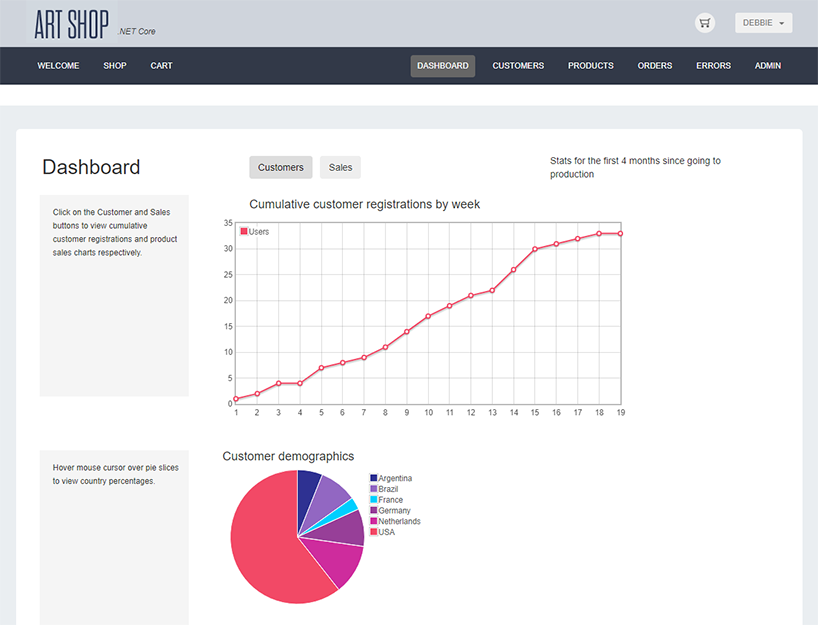 ART SHOP .NET Core
DEBBIE
WELCOME SHOP CART DASHBOARD CUSTOMERS PRODUCTS ORDERS ERRORS ADMIN
Dashboard
Click on the Customer and Sales
buttons to view cumulative
customer registrations and product
sales charts respectively.
Customers Sales
Stats for the first 4 months since going to
production
Cumulative customer registrations by week
Users
35
30
25
20
15
10
5
0
1 2 3 4 5 6 7 8 9 10 11 12 13 14 15 16 17 18 19
Hover mouse cursor over pie slices
to view country percentages.
Customer demographics
Argentina
Brazil
France
Germany
Netherlands
USA